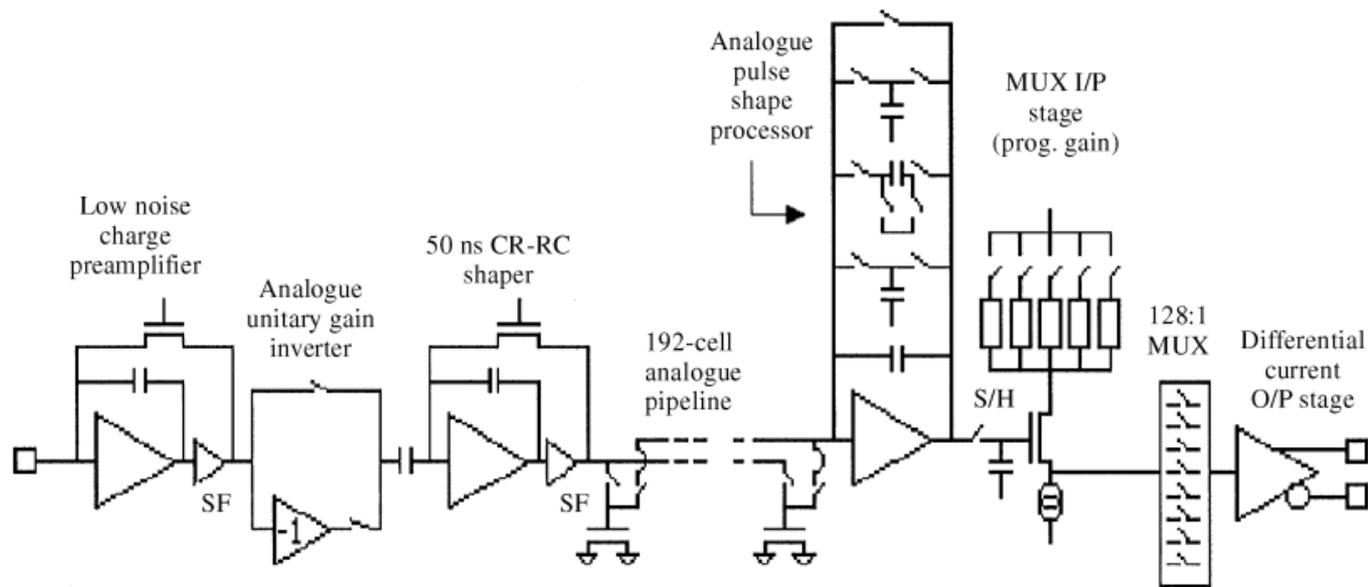 Analogue
pulse
shape
processor
MUX I/P
stage
(prog. gain)
Low noise
charge
preamplifier
50 ns CR-RC
shaper
Analogue
unitary gain
inverter
192-cell
analogue
pipeline
128:1
MUX
Differential
current
O/P stage
S/H
SF
SF
-1